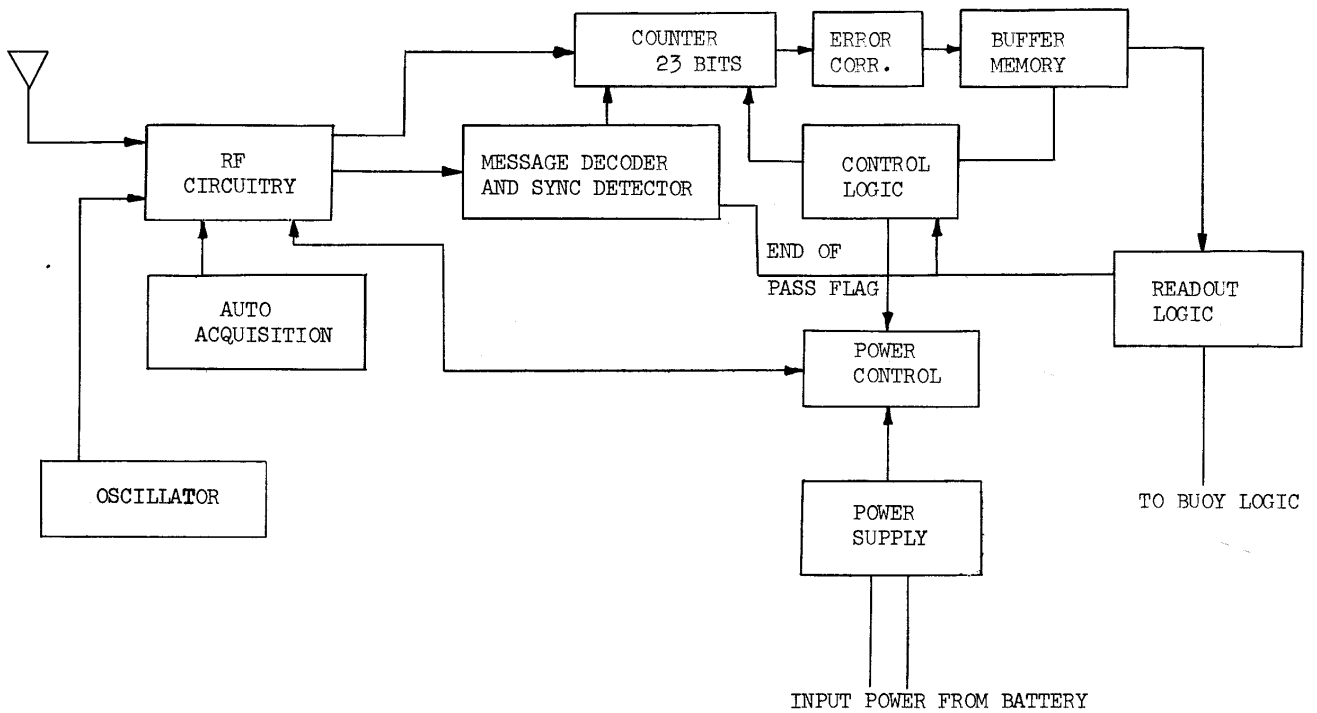 COUNTER
23 BITS
ERROR
CORR.
BUFFER
MEMORY
RF
CIRCUITRY
MESSAGE DECODER
AND SYNC DETECTOR
CONTROL
LOGIC
END OF
PASS FLAG
READOUT
LOGIC
AUTO
ACQUISITION
POWER
CONTROL
OSCILLATOR
POWER
SUPPLY
TO BUOY LOGIC
INPUT POWER FROM BATTERY